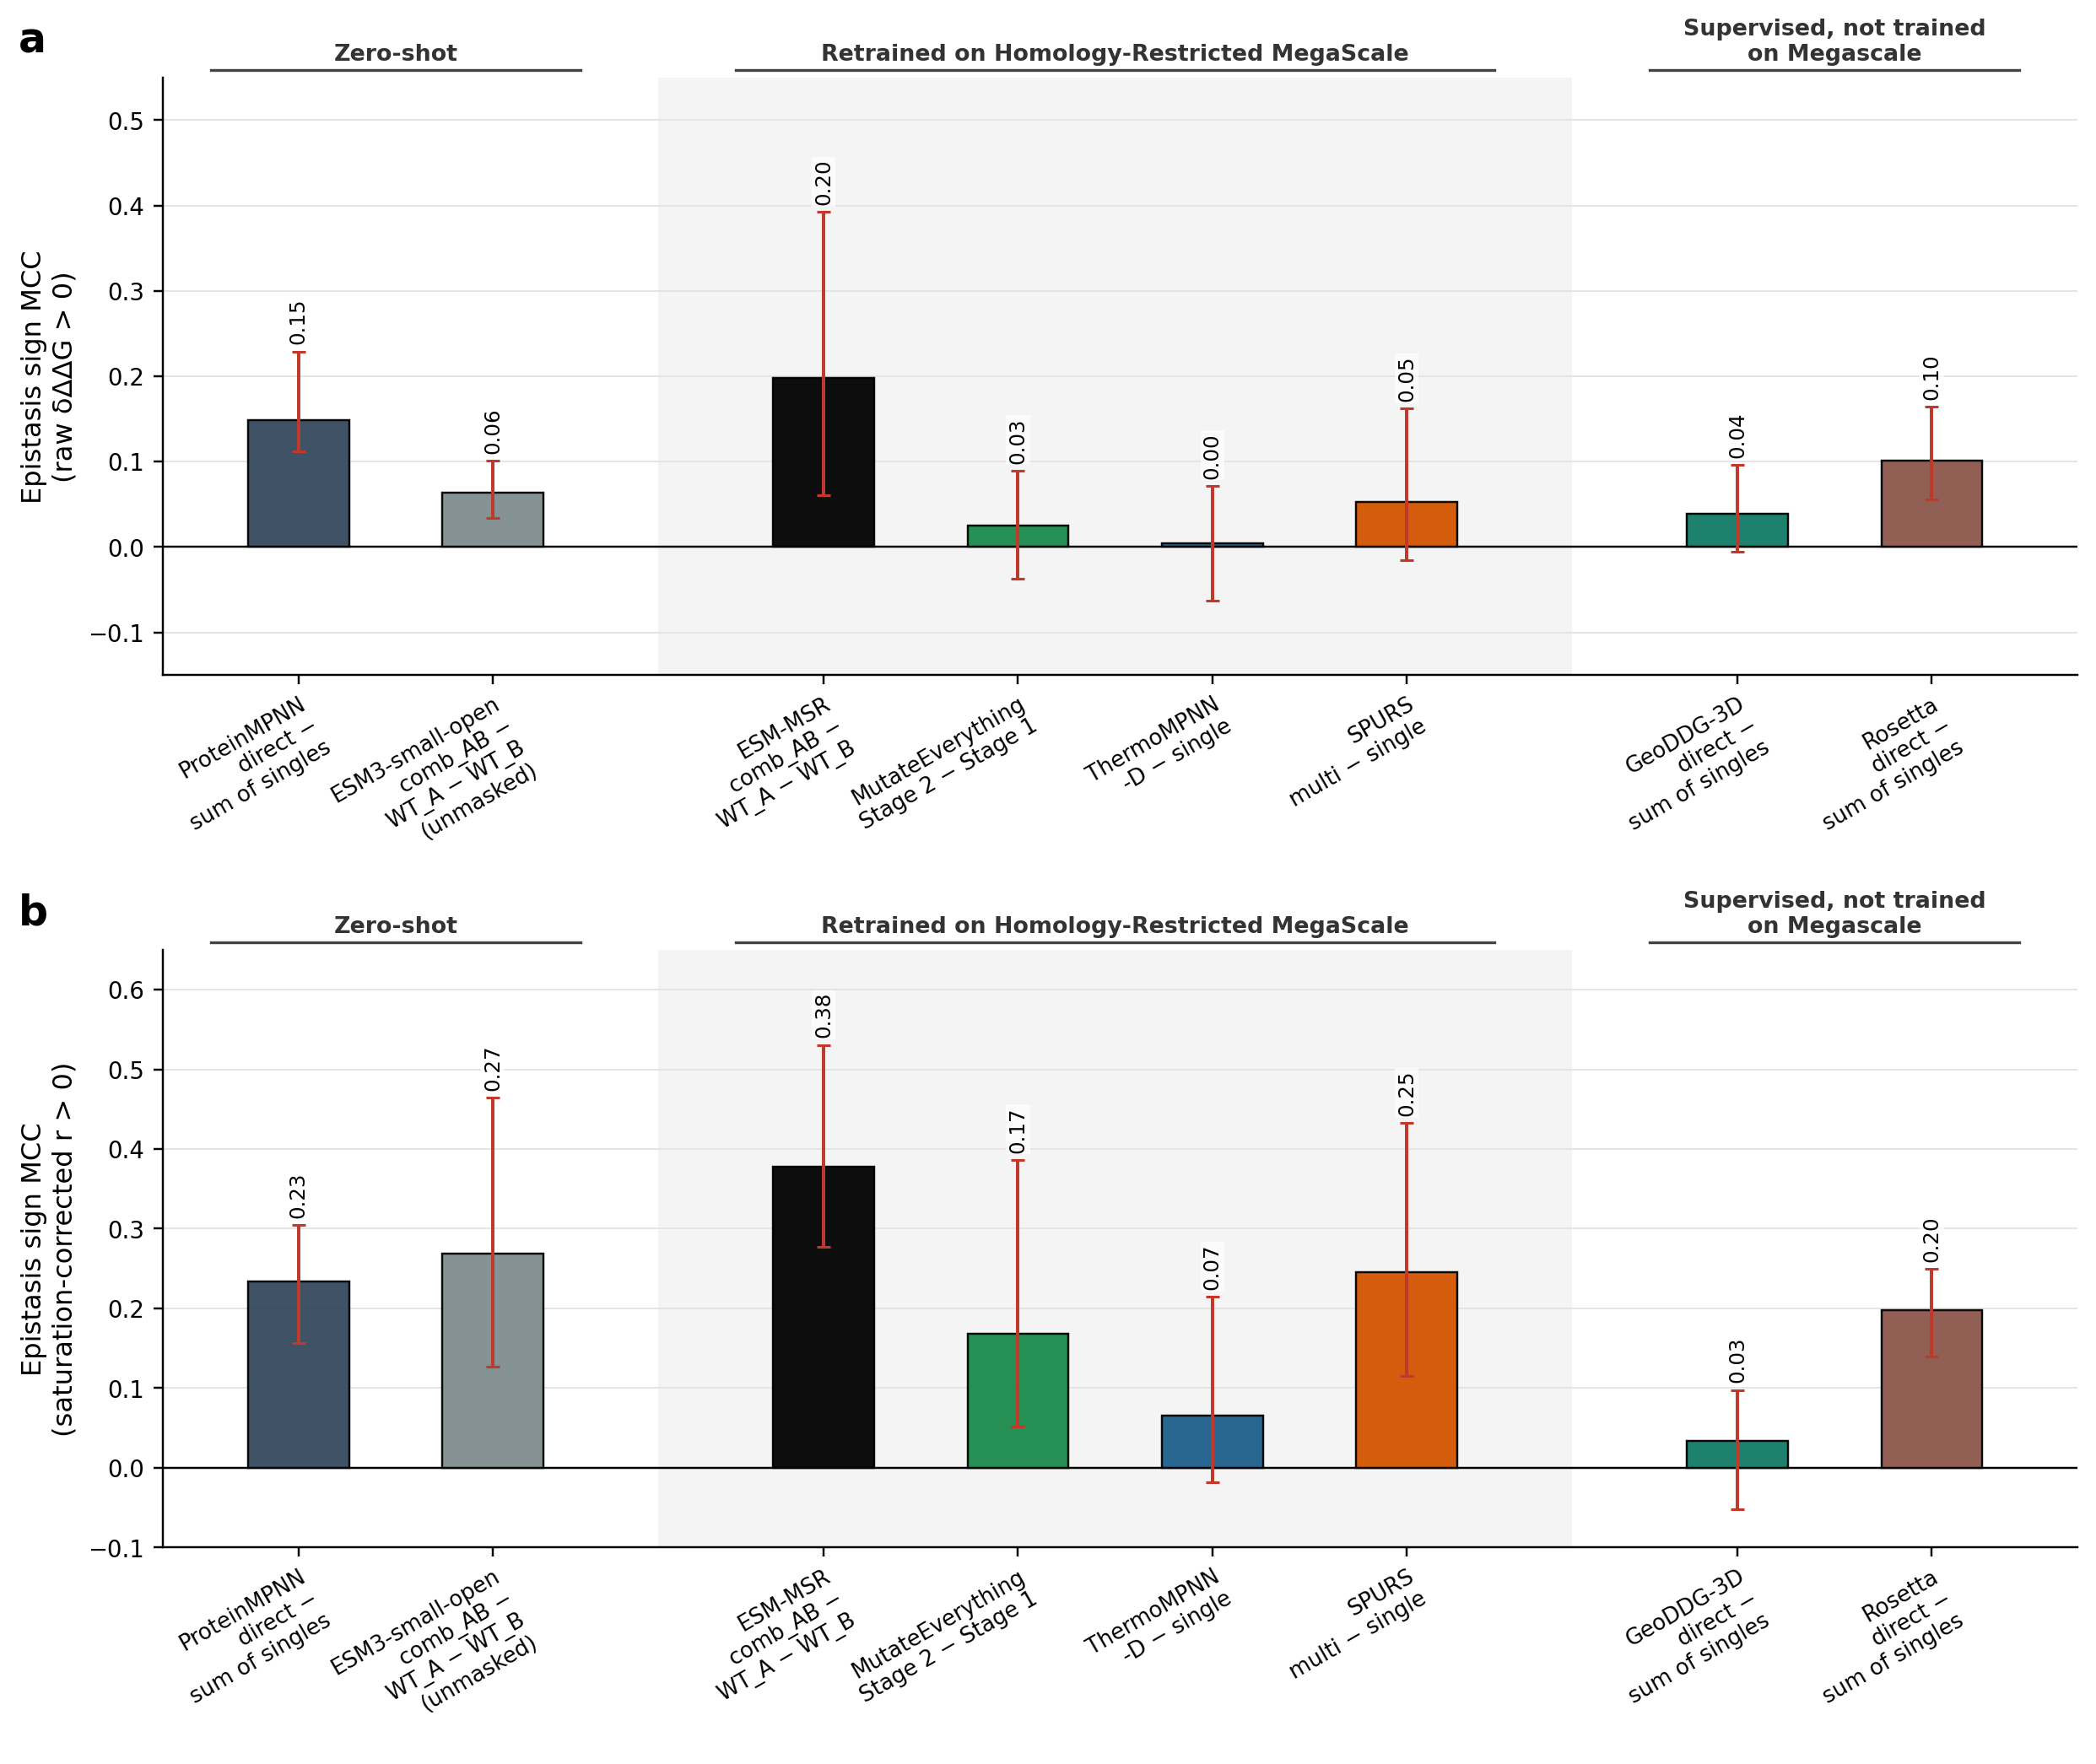 a
Zero-shot
Retrained on Homology-Restricted MegaScale
Supervised, not trained
on Megascale
Epistasis sign MCC
(raw δΔΔG > 0)
0.5
0.4
0.3
0.2
0.1
0.0
−0.1
0.15
0.06
0.20
0.03
0.00
0.05
0.04
0.10
ProteinMPNN
direct −
sum of singles
ESM3-small-open
comb_AB −
WT_A − WT_B
(unmasked)
ESM-MSR
comb_AB −
WT_A − WT_B
MutateEverything
Stage 2 − Stage 1
ThermoMPNN
-D − single
SPURS
multi − single
GeoDDG-3D
direct −
sum of singles
Rosetta
direct −
sum of singles
b
Zero-shot
Retrained on Homology-Restricted MegaScale
Supervised, not trained
on Megascale
Epistasis sign MCC
(saturation-corrected r > 0)
0.6
0.5
0.4
0.3
0.2
0.1
0.0
−0.1
0.23
0.27
0.38
0.17
0.07
0.25
0.03
0.20
ProteinMPNN
direct −
sum of singles
ESM3-small-open
comb_AB −
WT_A − WT_B
(unmasked)
ESM-MSR
comb_AB −
WT_A − WT_B
MutateEverything
Stage 2 − Stage 1
ThermoMPNN
-D − single
SPURS
multi − single
GeoDDG-3D
direct −
sum of singles
Rosetta
direct −
sum of singles